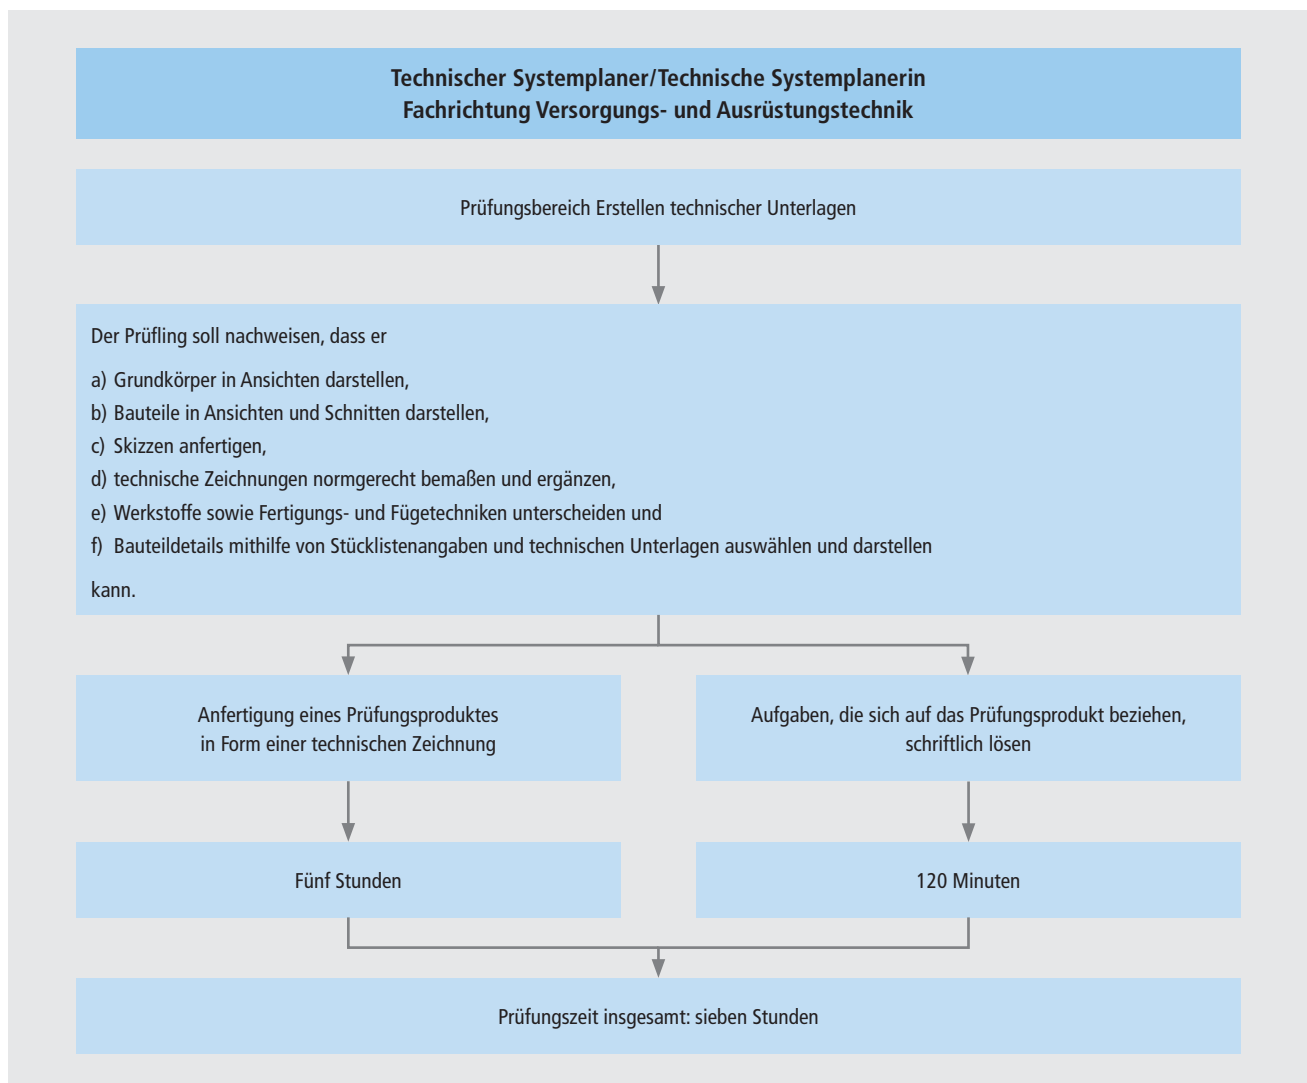 Technischer Systemplaner/Technische Systemplanerin
Fachrichtung Versorgungs- und Ausrüstungstechnik
Prüfungsbereich Erstellen technischer Unterlagen
Der Prüfling soll nachweisen, dass er
a) Grundkörper in Ansichten darstellen,
b) Bauteile in Ansichten und Schnitten darstellen,
c) Skizzen anfertigen,
d) technische Zeichnungen normgerecht bemaßen und ergänzen,
e) Werkstoffe sowie Fertigungs- und Fügetechniken unterscheiden und
f) Bauteildetails mithilfe von Stücklistenangaben und technischen Unterlagen auswählen und darstellen
kann.
Anfertigung eines Prüfungsproduktes
in Form einer technischen Zeichnung
Aufgaben, die sich auf das Prüfungsprodukt beziehen,
schriftlich lösen
Fünf Stunden
120 Minuten
Prüfungszeit insgesamt: sieben Stunden